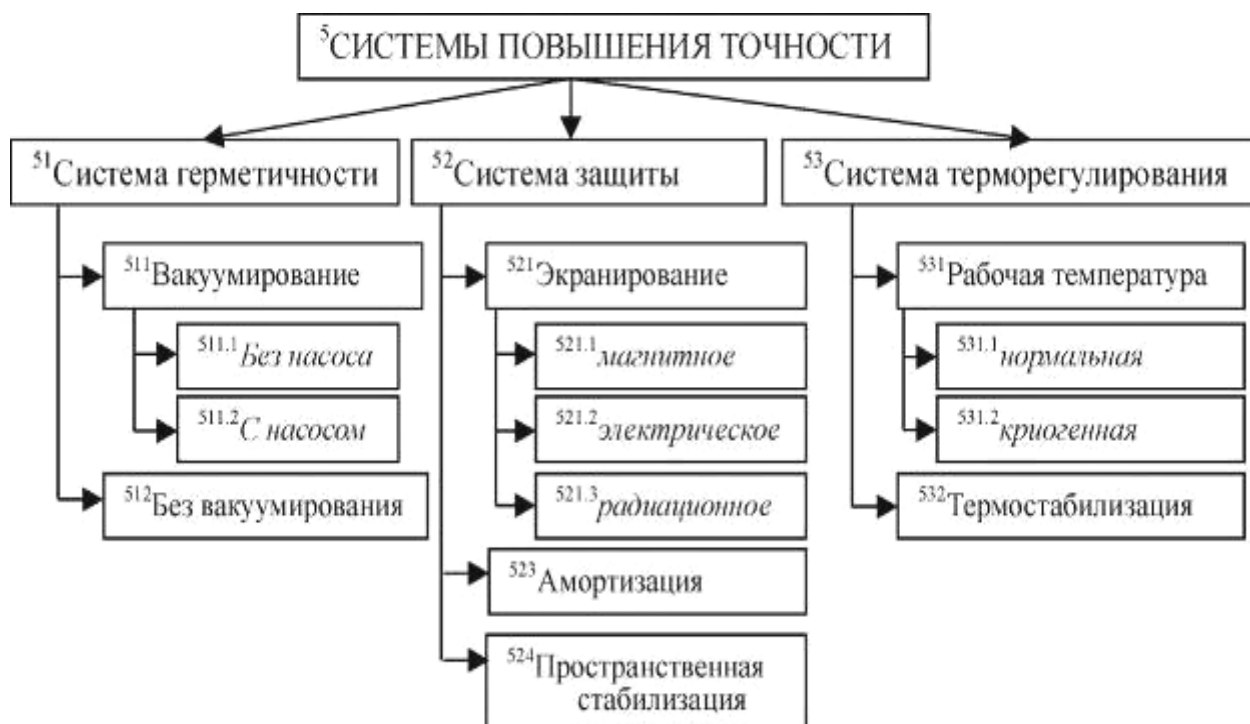 5СИСТЕМЫ ПОВЫШЕНИЯ ТОЧНОСТИ
51Система герметичности
511Вакуумирование
511.1Без насоса
511.2С насосом
512Без вакуумирования
52Система защиты
521Экранирование
521.1магнитное
521.2электрическое
521.3радиационное
523Амортизация
524Пространственная
стабилизация
53Система терморегулирования
531Рабочая температура
531.1нормальная
531.2криогенная
532Термостабилизация